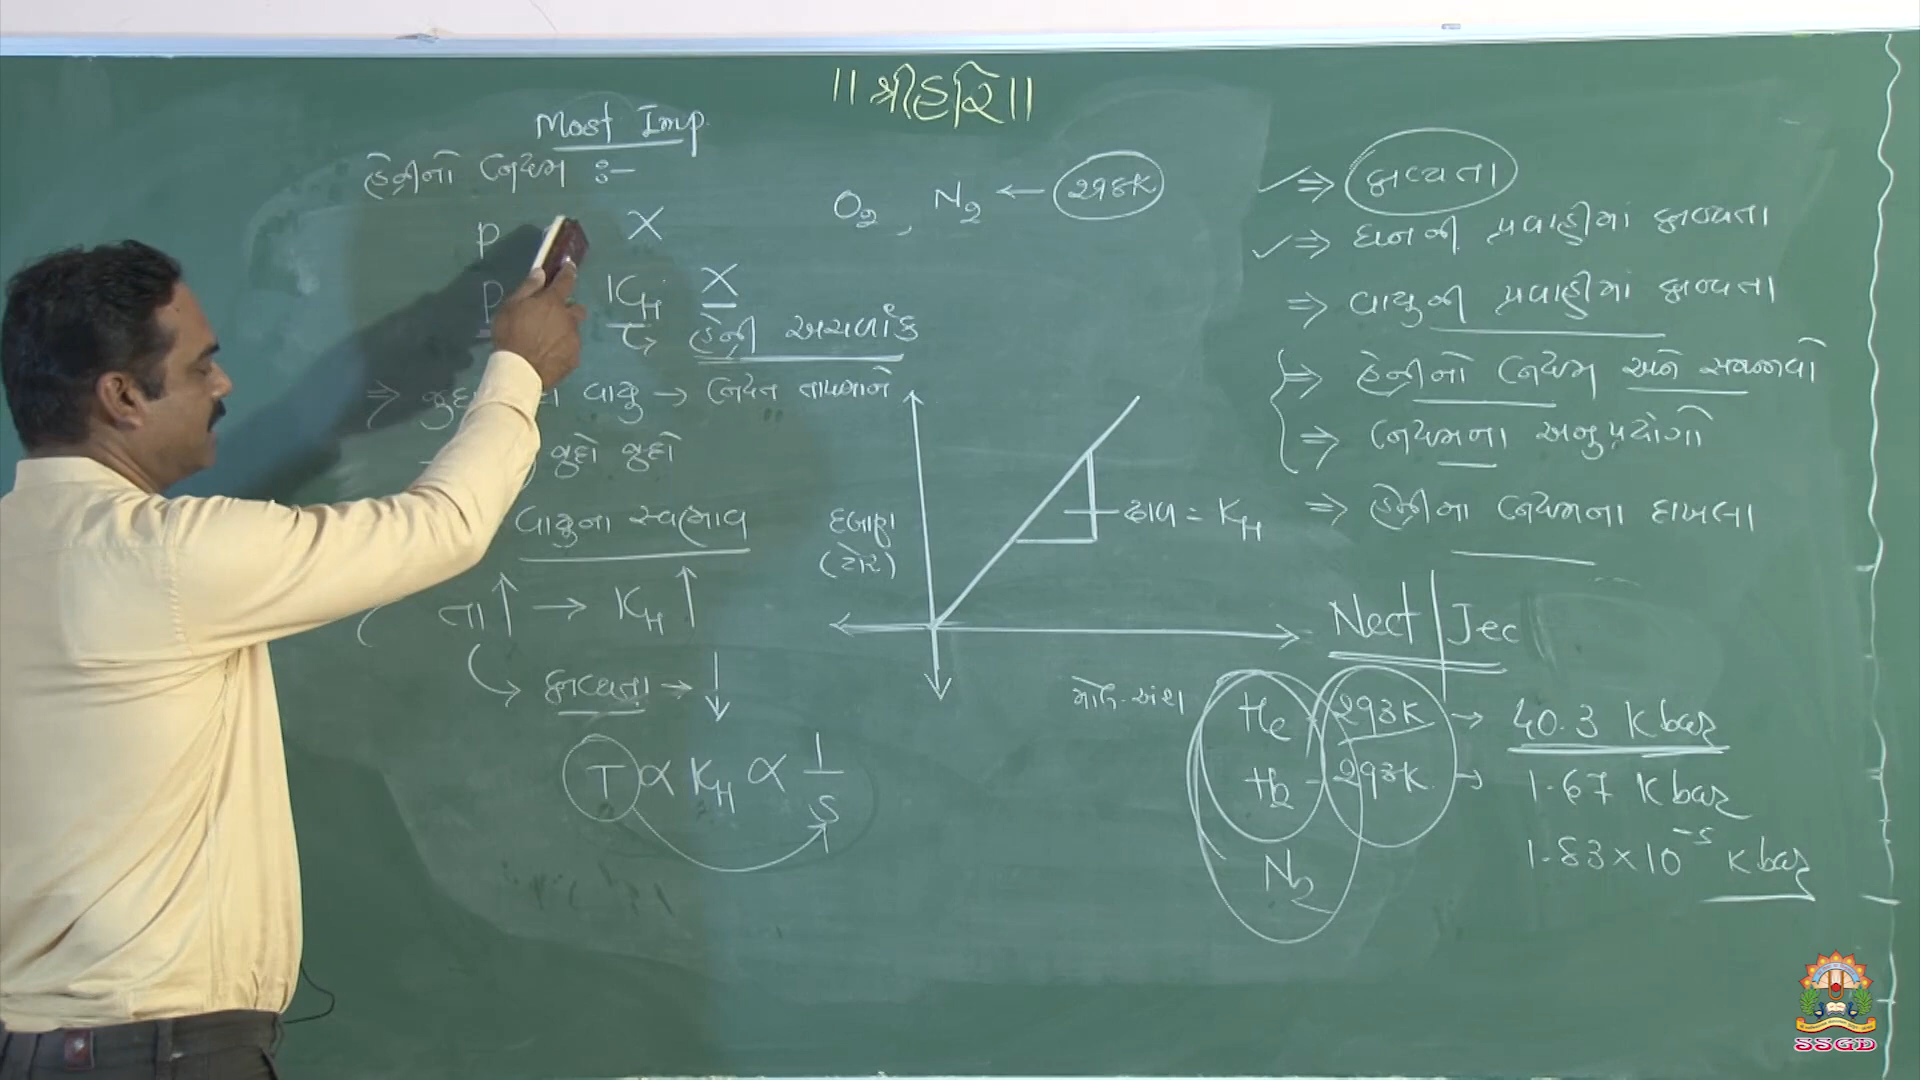 ॥ શ્રીહરિ ॥
Most Imp.
હેન્રીનો નિયમ :-
p X
p KH X
હેન્રી અચળાંક
⇒ વાયુ → નિયત તાપમાને
જુદો જુદો
વાયુના સ્વભાવ
તા↑ → KH ↑
દ્રાવ્યતા → ↓
T ∝ KH ∝ 1/S
O2 , N2 ← 298K
દબાણ
(ટોર)
ઢાળ = KH
મોલ-અંશ
⇒ દ્રાવ્યતા
⇒ ઘનની પ્રવાહીમાં દ્રાવ્યતા
⇒ વાયુની પ્રવાહીમાં દ્રાવ્યતા
⇒ હેન્રીનો નિયમ અને સમજાવો
⇒ નિયમના અનુપ્રયોગો
⇒ હેન્રીના નિયમના દાખલા
Neet | Jee
He - 293K → 40.3 K bar
H2 - 293K → 1.67 K bar
N2
1.83×10⁻⁵ K bar
SSGD